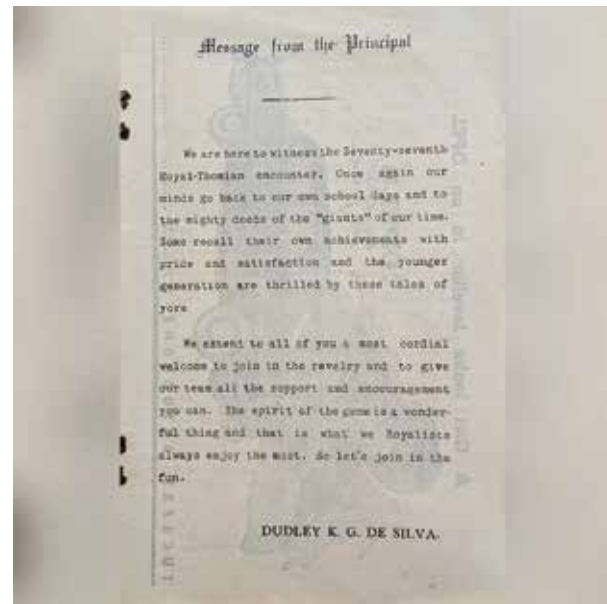 Message from the Principal
We are here to witness the Seventy-seventh
Royal-Thomian encounter. Once again our
minds go back to our own school days and to
the mighty deeds of the "giants" of our time.
Some recall their own achievements with
pride and satisfaction and the younger
generation are thrilled by these tales of
yore
We extent to all of you a most cordial
welcome to join in the revelry and to give
our team all the support and encouragement
you can. The spirit of the game is a wonder-
ful thing and that is what we Royalists
always enjoy the most. So let's join in the
fun.
DUDLEY K. G. DE SILVA.